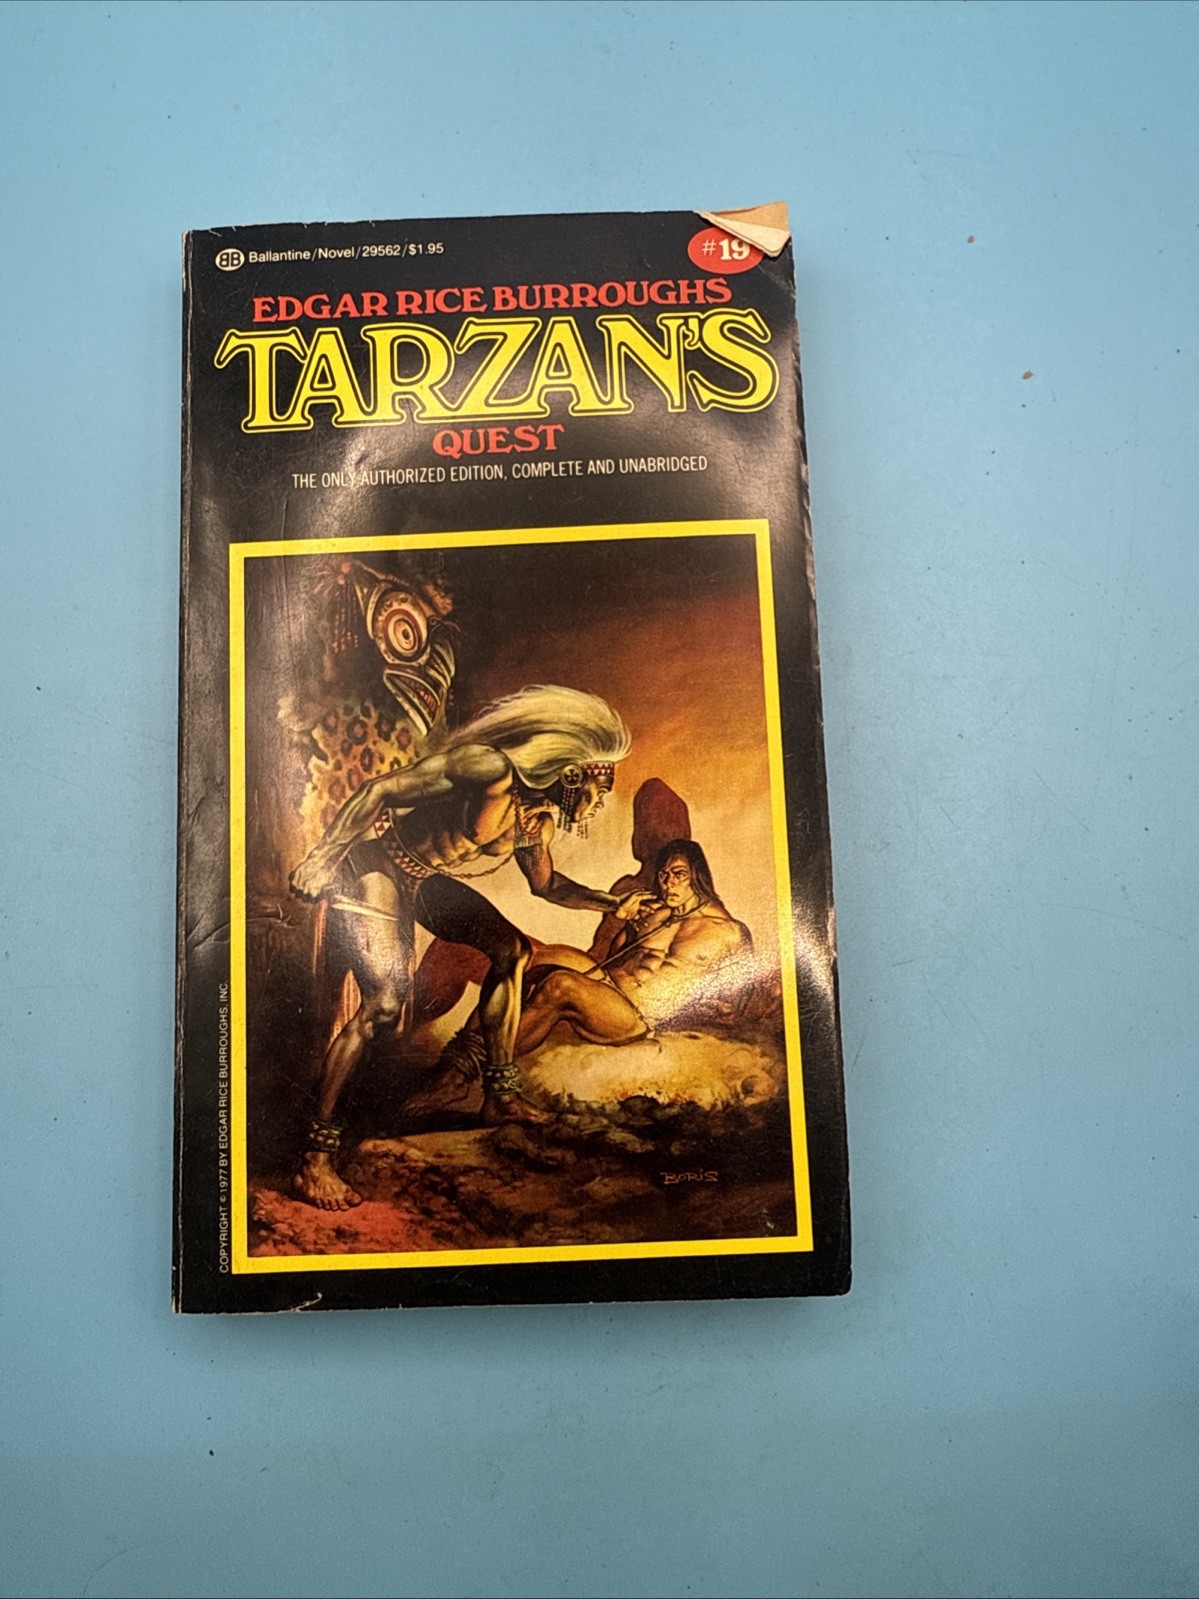 BB Ballantine/Novel/29562/$1.95
#19
EDGAR RICE BURROUGHS
TARZAN'S
QUEST
THE ONLY AUTHORIZED EDITION, COMPLETE AND UNABRIDGED
COPYRIGHT © 1977 BY EDGAR RICE BURROUGHS, INC.
BORIS